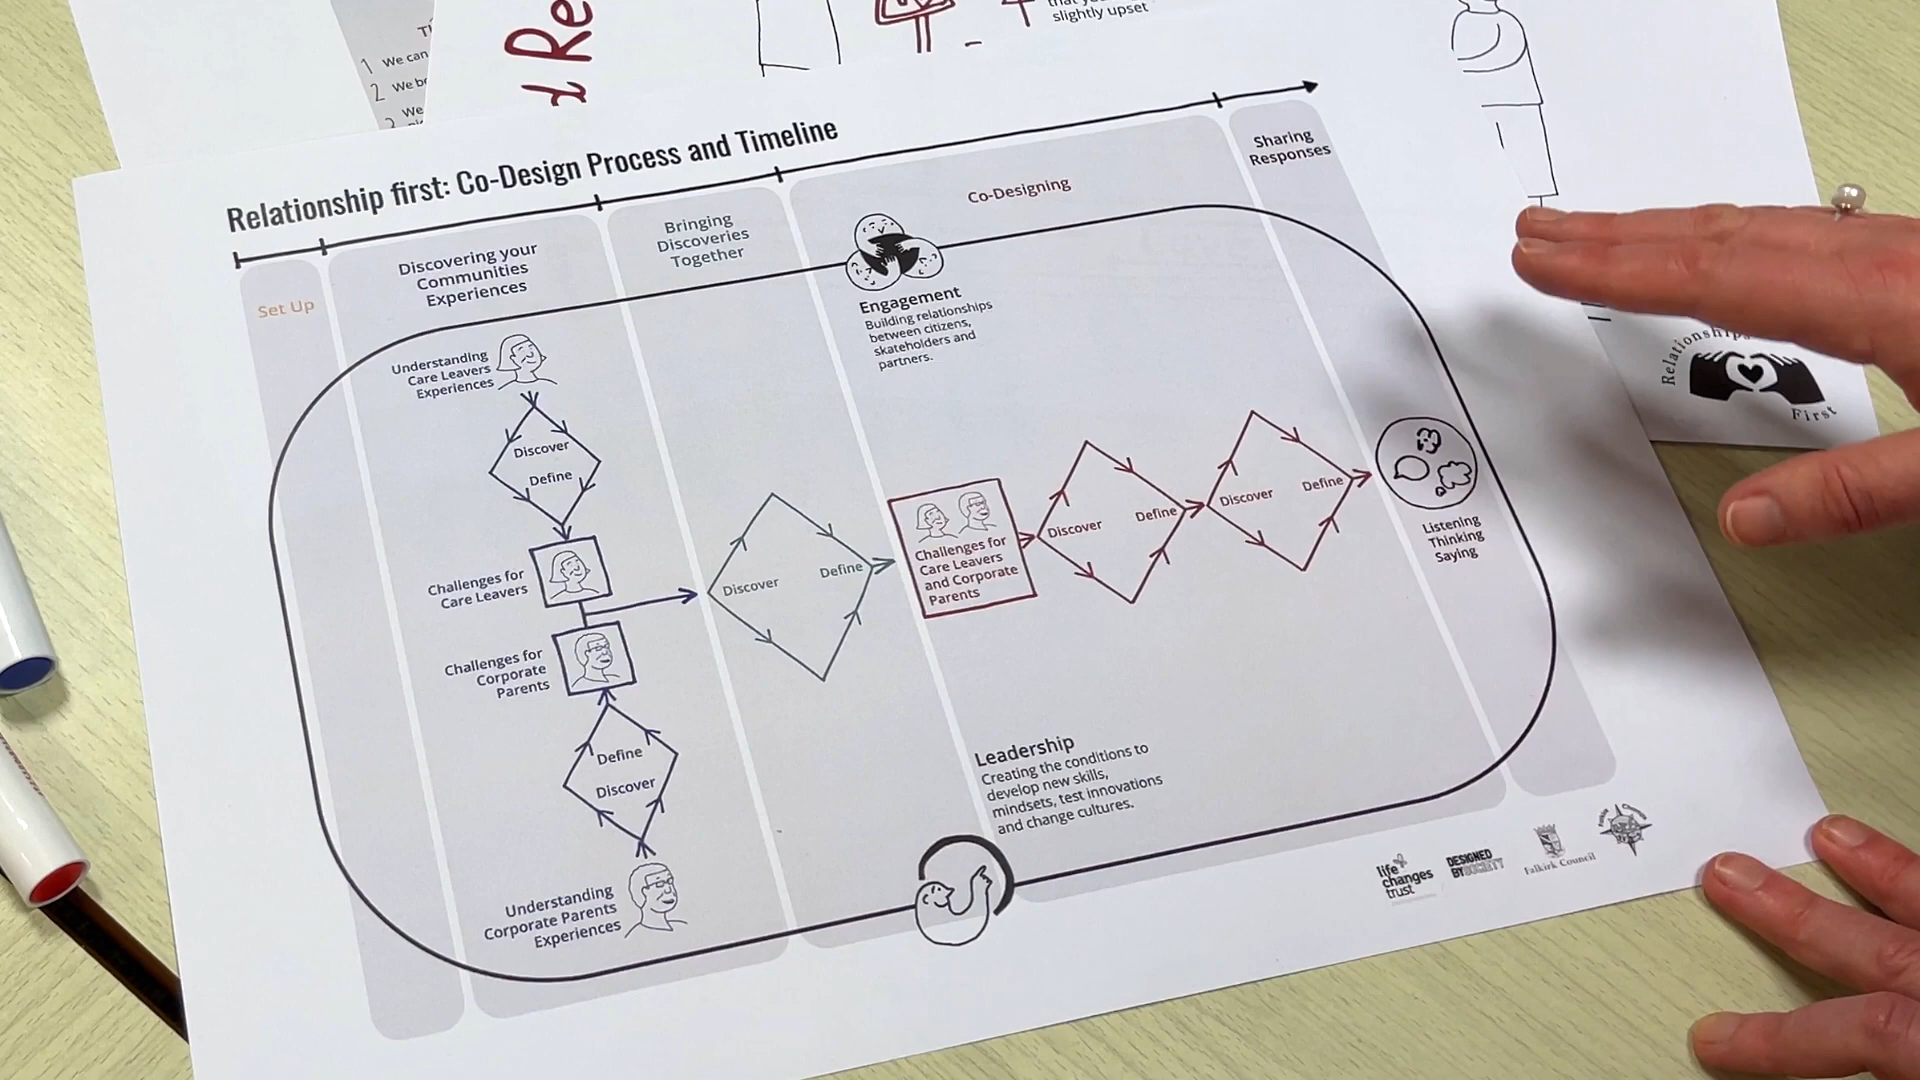 1 We can
2 We
We
d Re
slightly upset
Relationship first: Co-Design Process and Timeline
Set Up
Discovering your
Communities
Experiences
Bringing
Discoveries
Together
Co-Designing
Sharing
Responses
Engagement
Building relationships
between citizens,
skateholders and
partners.
Understanding
Care Leavers
Experiences
Discover
Define
Challenges for
Care Leavers
Challenges for
Corporate
Parents
Define
Discover
Understanding
Corporate Parents
Experiences
Discover
Define
Challenges for
Care Leavers
and Corporate
Parents
Discover
Define
Discover
Define
Listening
Thinking
Saying
Leadership
Creating the conditions to
develop new skills,
mindsets, test innovations
and change cultures.
life
changes
trust
DESIGNED
BY SOCIETY
Falkirk Council
Relationships
First